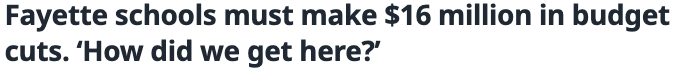 Fayette schools must make $16 million in budget
cuts. ‘How did we get here?’